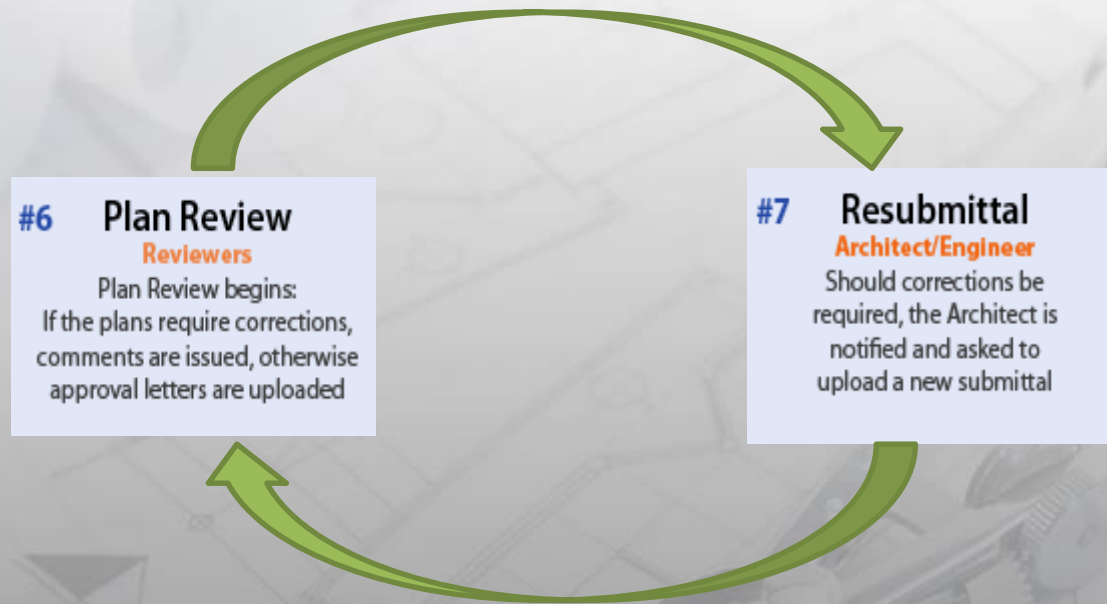 #6 Plan Review
Reviewers
Plan Review begins:
If the plans require corrections,
comments are issued, otherwise
approval letters are uploaded
#7 Resubmittal
Architect/Engineer
Should corrections be
required, the Architect is
notified and asked to
upload a new submittal